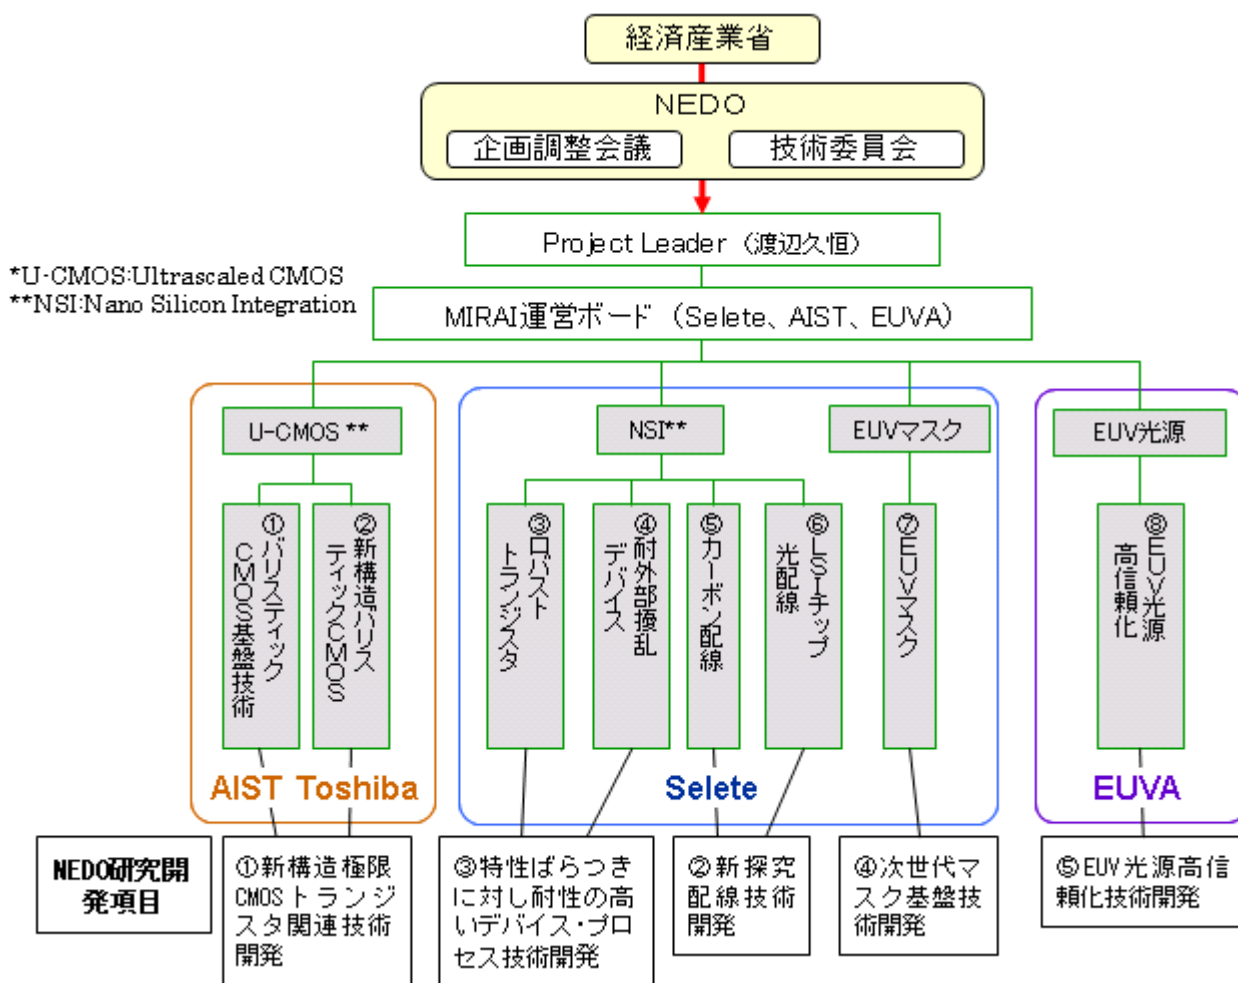 経済産業省
NEDO
企画調整会議
技術委員会
Project Leader（渡辺久恒）
*U-CMOS:Ultrascaled CMOS
**NSI:Nano Silicon Integration
MIRAI運営ボード（Selete、AIST、EUVA）
U-CMOS **
NSI**
EUVマスク
EUV光源
①バリスティック
CMOS基盤技術
②新構造バリス
ティックCMOS
③ロバスト
トランジスタ
④耐外部擾乱
デバイス
⑤カーボン配線
⑥LSIチップ
光配線
⑦EUVマスク
⑧EUV光源
高信頼化
AIST Toshiba
Selete
EUVA
NEDO研究開
発項目
①新構造極限
CMOSトランジ
スタ関連技術
開発
③特性ばらつき
に対し耐性の高
いデバイス・プロ
セス技術開発
②新探究
配線技術
開発
④次世代マ
スク基盤技
術開発
⑤EUV光源高信
頼化技術開発